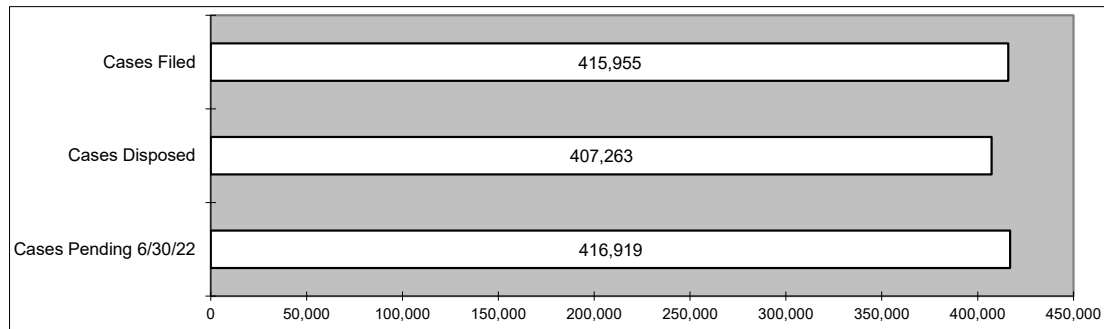 Cases Filed
415,955
Cases Disposed
407,263
Cases Pending 6/30/22
416,919
0 50,000 100,000 150,000 200,000 250,000 300,000 350,000 400,000 450,000